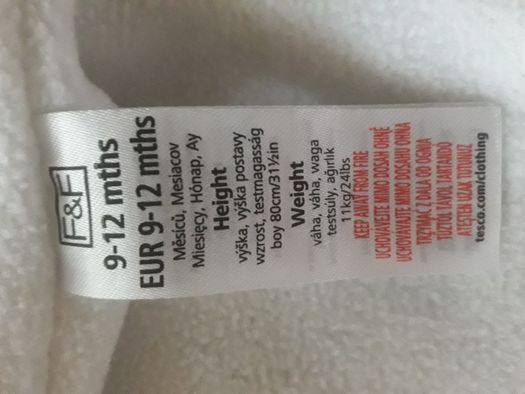 F&F
9-12 mths
EUR 9-12 mths
Měsíců, Mesiacov
Miesięcy, Hónap, Ay
Height
výška, výška postavy
wzrost, testmagasság
boy 80cm/31½in
Weight
váha, váha, waga
testsúly, ağırlık
11kg/24lbs
KEEP AWAY FROM FIRE
UCHOVÁVEJTE MIMO DOSAH OHNĚ
UCHOVÁVAJTE MIMO DOSAHU OHŇA
TRZYMAĆ Z DALA OD OGNIA
TŰZTŐL TÁVOL TARTANDÓ
ATEŞTEN UZAK TUTUNUZ
tesco.com/clothing